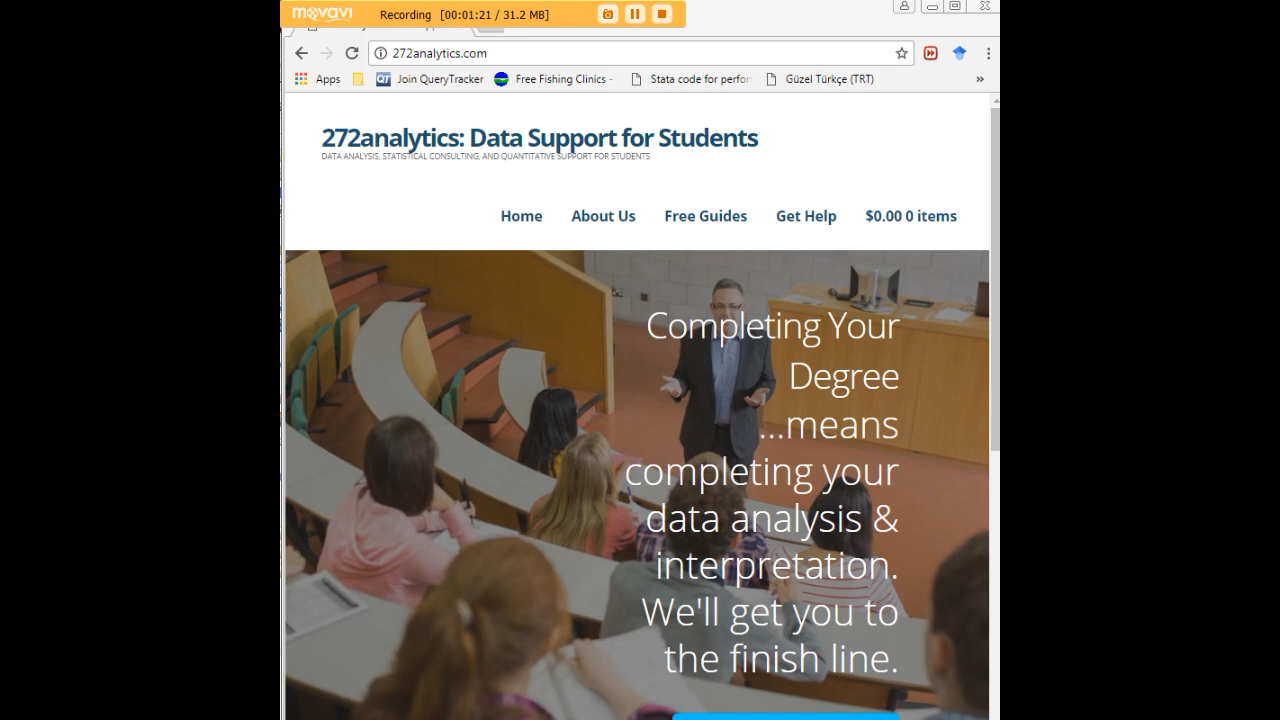 movavi
Recording [00:01:21 / 31.2 MB]
272analytics.com
Apps
QT Join QueryTracker
Free Fishing Clinics -
Stata code for perfor
Güzel Türkçe (TRT)
»
272analytics: Data Support for Students
DATA ANALYSIS, STATISTICAL CONSULTING, AND QUANTITATIVE SUPPORT FOR STUDENTS
Home About Us Free Guides Get Help $0.00 0 items
Completing Your
Degree
...means
completing your
data analysis &
interpretation.
We'll get you to
the finish line.